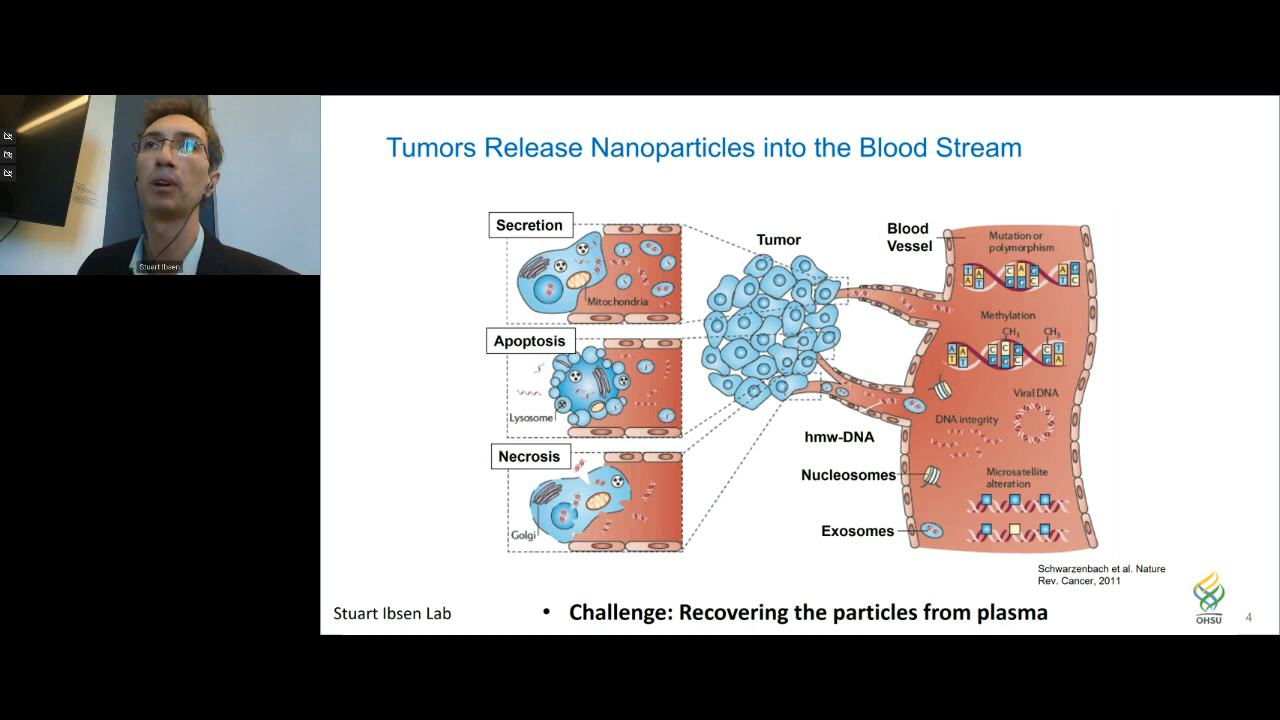 Stuart Ibsen
Tumors Release Nanoparticles into the Blood Stream
Secretion
Mitochondria
Apoptosis
Lysosome
Necrosis
Golgi
Tumor
Blood
Vessel
hmw-DNA
Nucleosomes
Exosomes
Mutation or
polymorphism
T A
A T
C A G
G G C
A G
T C
Methylation
CH3 CH3
A A
T T
C C G
G G C
C T
G A
Viral DNA
DNA integrity
Microsatellite
alteration
Schwarzenbach et al. Nature
Rev. Cancer, 2011
Stuart Ibsen Lab
• Challenge: Recovering the particles from plasma
OHSU
4